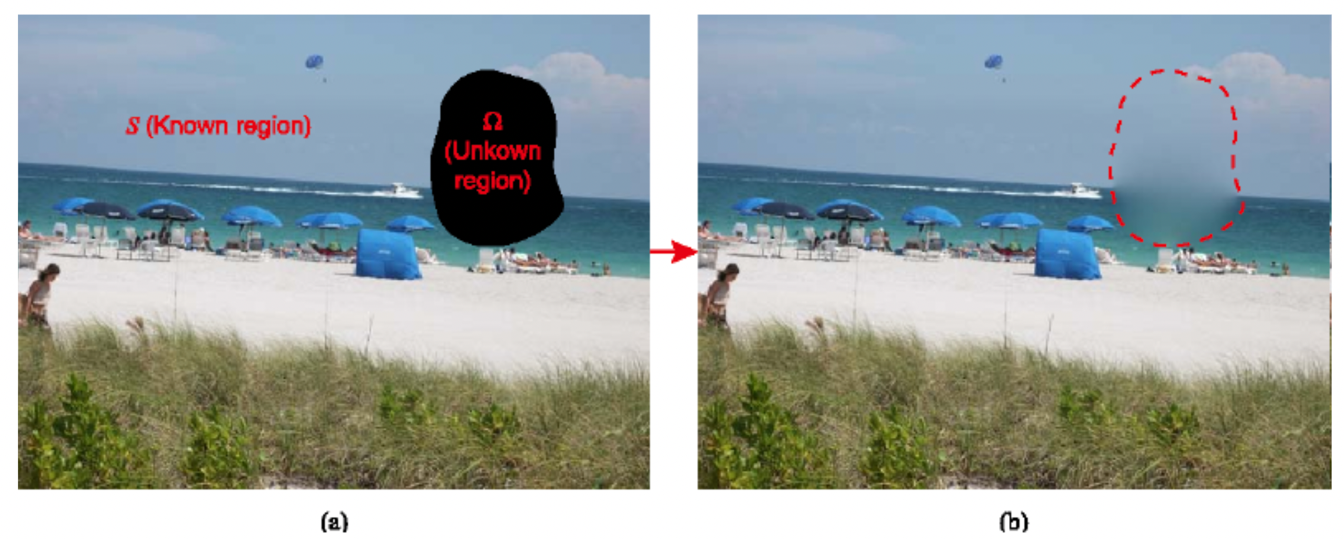 S (Known region)
Ω
(Unkown
region)
(a)
(b)